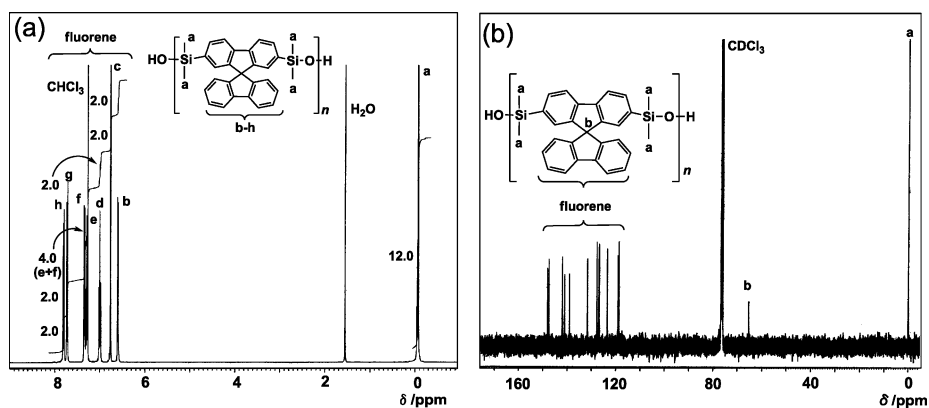 (a)
fluorene
CHCl3
c
2.0
2.0
2.0
g
h
f
e
d
b
4.0
(e+f)
2.0
2.0
a
a
HO
Si
Si
O
H
a
a
n
b-h
H2O
a
12.0
8
6
4
2
0
δ /ppm
(b)
CDCl3
a
a
a
HO
Si
b
Si
O
H
a
a
n
fluorene
b
160
120
80
40
0
δ /ppm